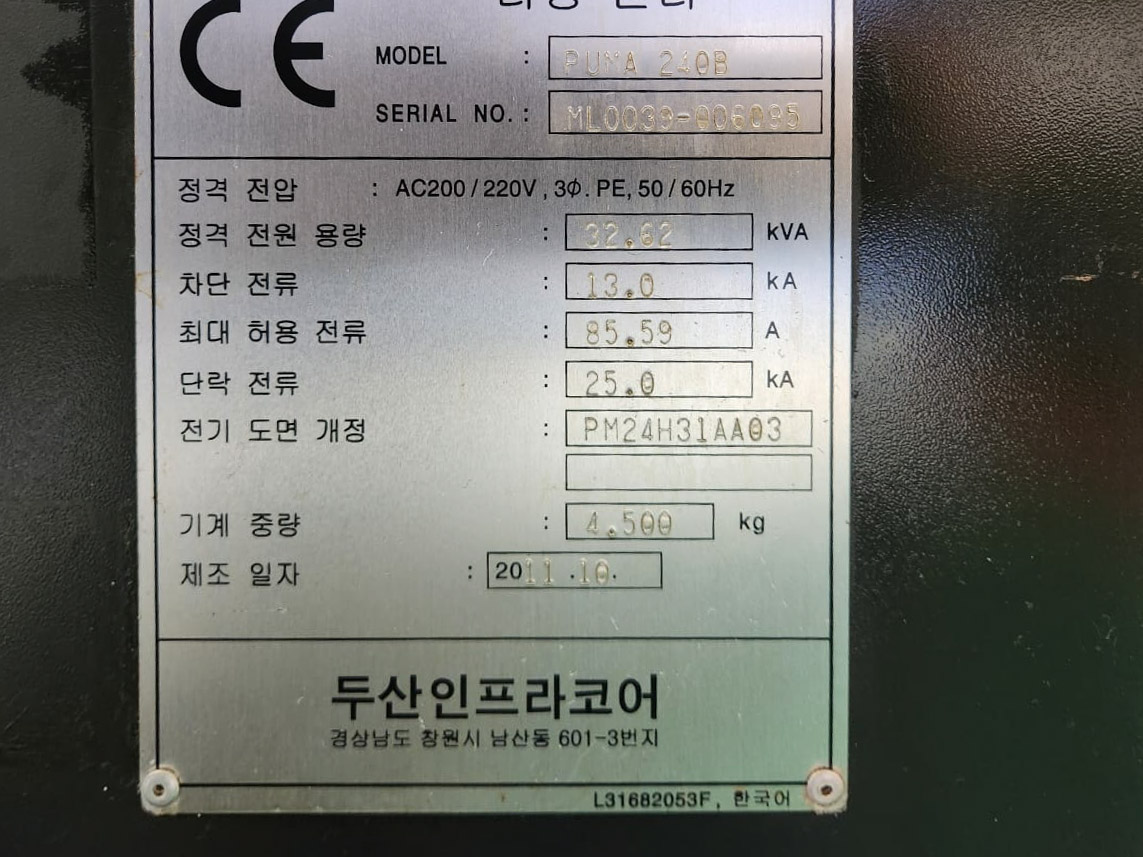 CE
MODEL : PUMA 240B
SERIAL NO. : ML0039-006095
정격 전압 : AC200 / 220V , 3Φ. PE, 50 / 60Hz
정격 전원 용량 : 32.62 kVA
차단 전류 : 13.0 kA
최대 허용 전류 : 85.59 A
단락 전류 : 25.0 kA
전기 도면 개정 : PM24H31AA03
기계 중량 : 4.500 kg
제조 일자 : 2011 .10.
두산인프라코어
경상남도 창원시 남산동 601-3번지
L31682053F, 한국어